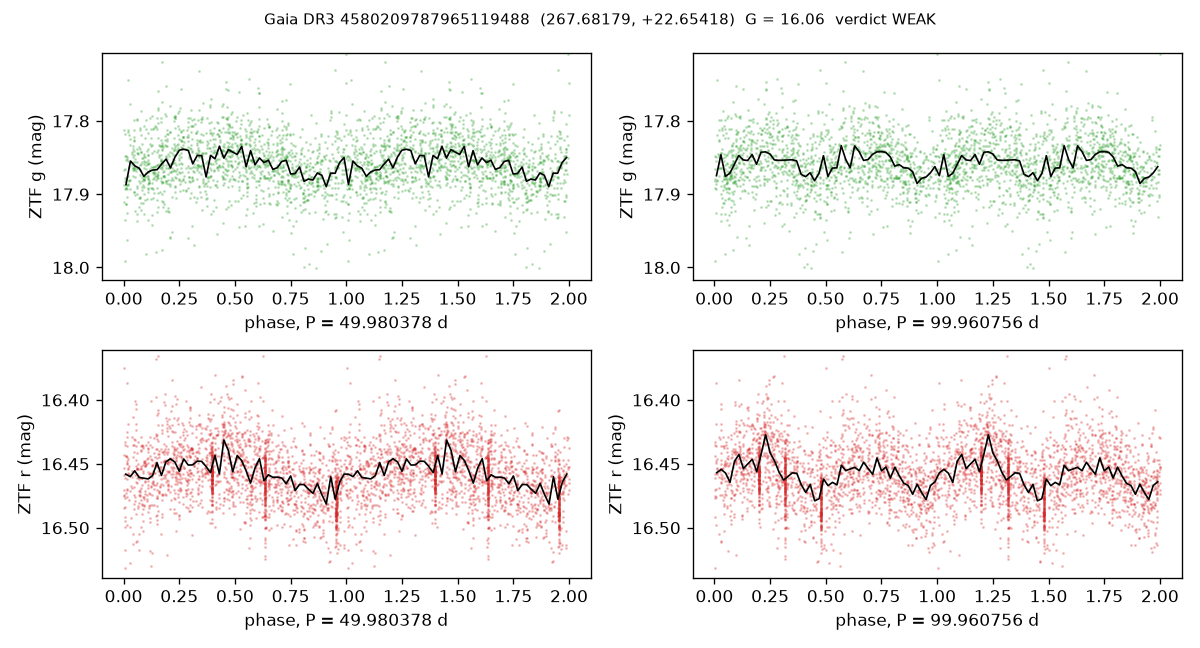 Gaia DR3 4580209787965119488 (267.68179, +22.65418) G = 16.06 verdict WEAK
ZTF g (mag)
17.8
17.9
18.0
0.00 0.25 0.50 0.75 1.00 1.25 1.50 1.75 2.00
phase, P = 49.980378 d
ZTF g (mag)
17.8
17.9
18.0
0.00 0.25 0.50 0.75 1.00 1.25 1.50 1.75 2.00
phase, P = 99.960756 d
ZTF r (mag)
16.40
16.45
16.50
0.00 0.25 0.50 0.75 1.00 1.25 1.50 1.75 2.00
phase, P = 49.980378 d
ZTF r (mag)
16.40
16.45
16.50
0.00 0.25 0.50 0.75 1.00 1.25 1.50 1.75 2.00
phase, P = 99.960756 d